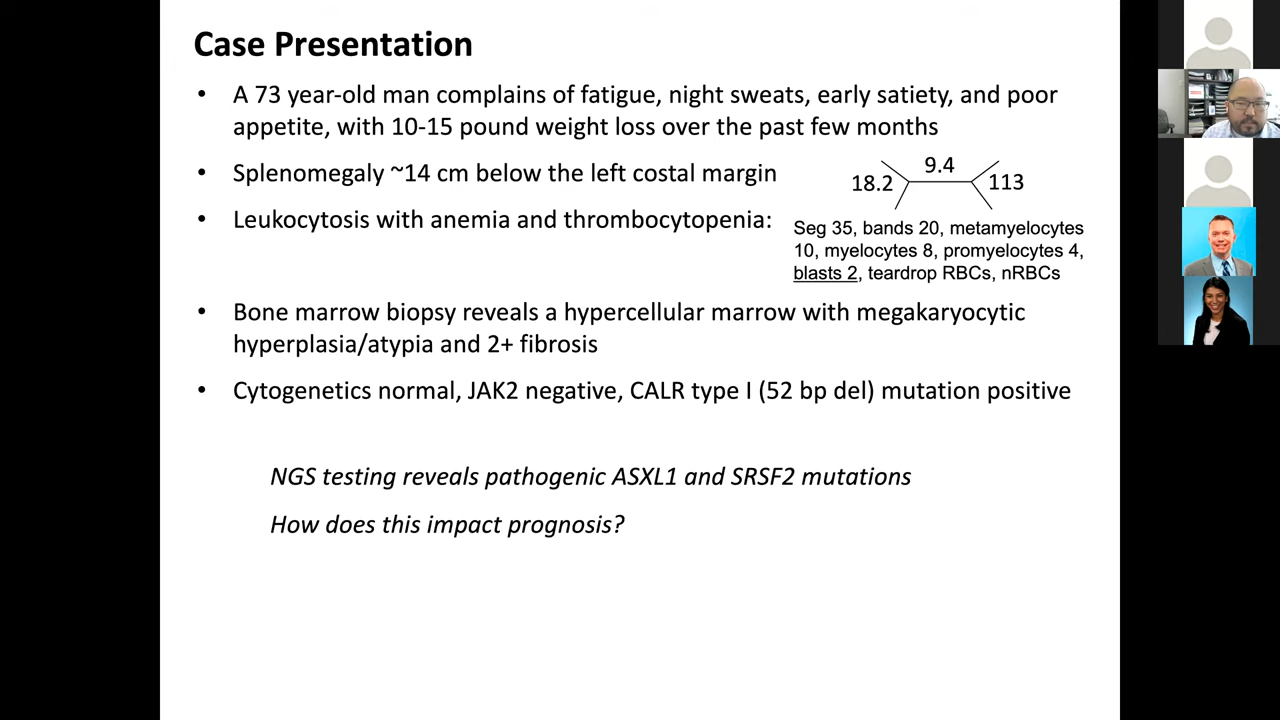 Case Presentation
• A 73 year-old man complains of fatigue, night sweats, early satiety, and poor
appetite, with 10-15 pound weight loss over the past few months
• Splenomegaly ~14 cm below the left costal margin
18.2 9.4 113
• Leukocytosis with anemia and thrombocytopenia:
Seg 35, bands 20, metamyelocytes
10, myelocytes 8, promyelocytes 4,
blasts 2, teardrop RBCs, nRBCs
• Bone marrow biopsy reveals a hypercellular marrow with megakaryocytic
hyperplasia/atypia and 2+ fibrosis
• Cytogenetics normal, JAK2 negative, CALR type I (52 bp del) mutation positive
NGS testing reveals pathogenic ASXL1 and SRSF2 mutations
How does this impact prognosis?